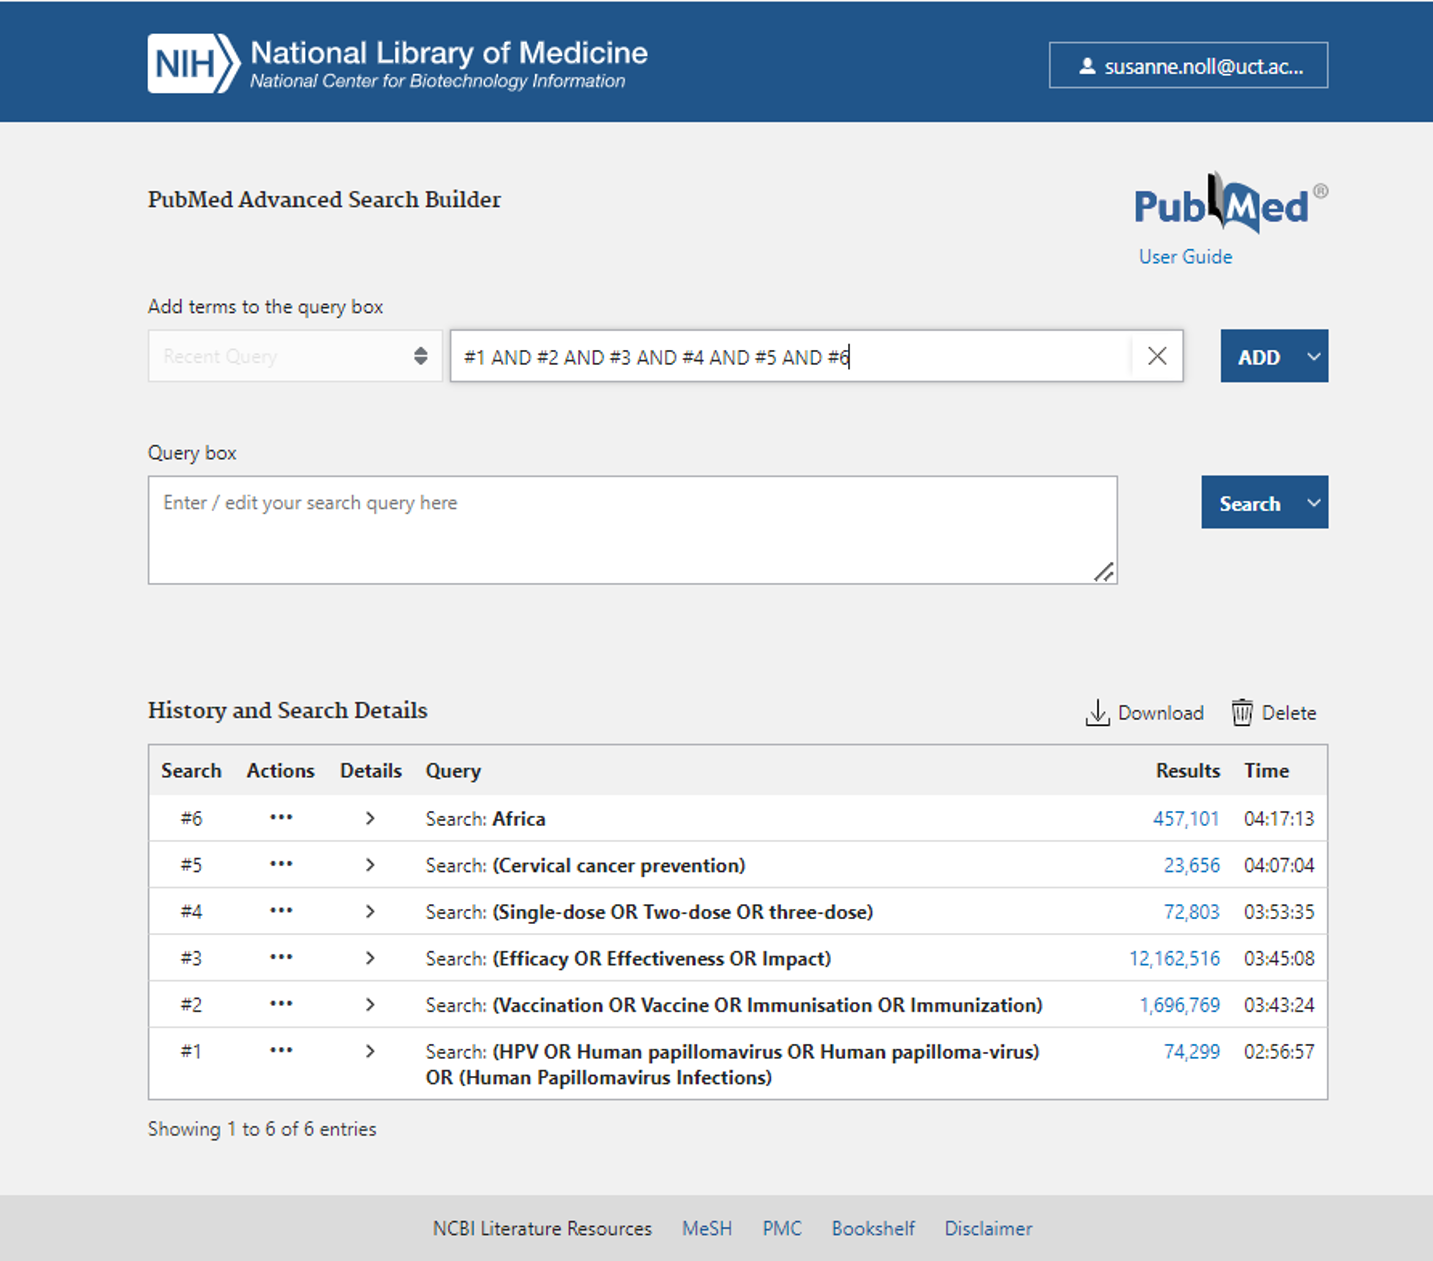 NIH National Library of Medicine
National Center for Biotechnology Information
susanne.noll@uct.ac...
PubMed Advanced Search Builder
PubMed®
User Guide
Add terms to the query box
Recent Query
#1 AND #2 AND #3 AND #4 AND #5 AND #6
ADD
Query box
Enter / edit your search query here
Search
History and Search Details
Download Delete
Search Actions Details Query Results Time
#6 ••• Search: Africa 457,101 04:17:13
#5 ••• Search: (Cervical cancer prevention) 23,656 04:07:04
#4 ••• Search: (Single-dose OR Two-dose OR three-dose) 72,803 03:53:35
#3 ••• Search: (Efficacy OR Effectiveness OR Impact) 12,162,516 03:45:08
#2 ••• Search: (Vaccination OR Vaccine OR Immunisation OR Immunization) 1,696,769 03:43:24
#1 ••• Search: (HPV OR Human papillomavirus OR Human papilloma-virus) 74,299 02:56:57
OR (Human Papillomavirus Infections)
Showing 1 to 6 of 6 entries
NCBI Literature Resources MeSH PMC Bookshelf Disclaimer